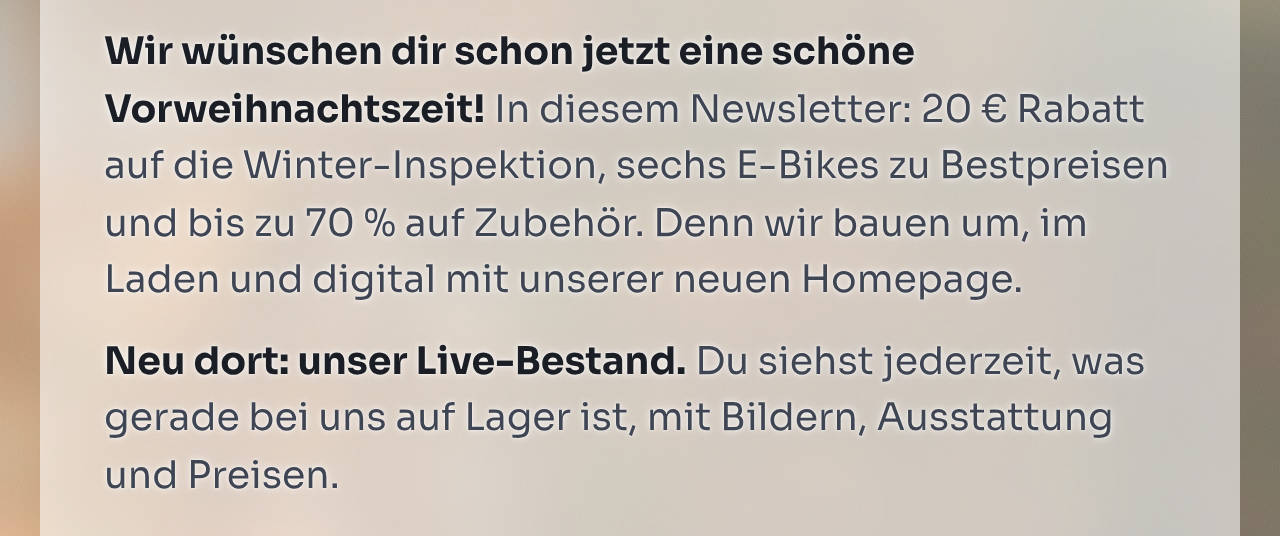 Wir wünschen dir schon jetzt eine schöne
Vorweihnachtszeit! In diesem Newsletter: 20 € Rabatt
auf die Winter-Inspektion, sechs E-Bikes zu Bestpreisen
und bis zu 70 % auf Zubehör. Denn wir bauen um, im
Laden und digital mit unserer neuen Homepage.
Neu dort: unser Live-Bestand. Du siehst jederzeit, was
gerade bei uns auf Lager ist, mit Bildern, Ausstattung
und Preisen.